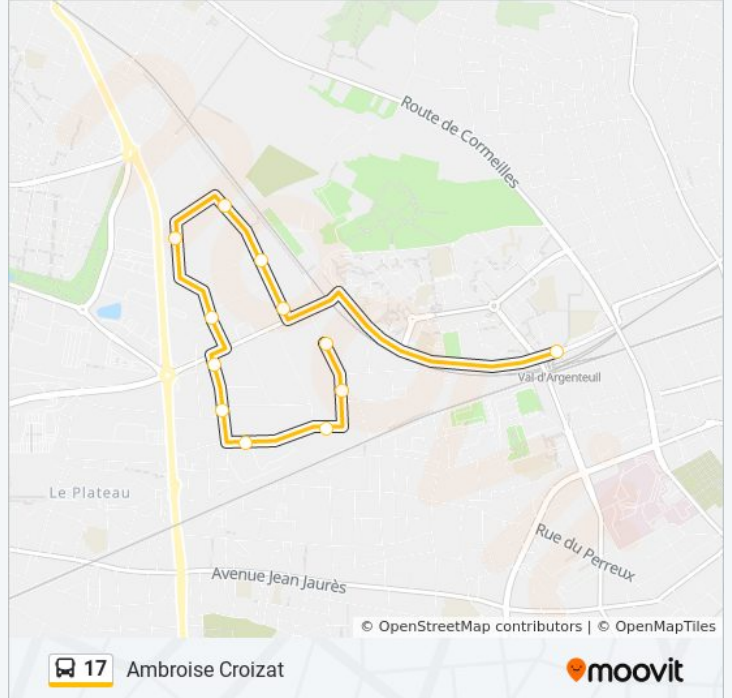 Route de Cormeilles
Val d'Argenteuil
Le Plateau
Rue du Perreux
Avenue Jean Jaurès
© OpenStreetMap contributors | © OpenMapTiles
17 Ambroise Croizat
moovit